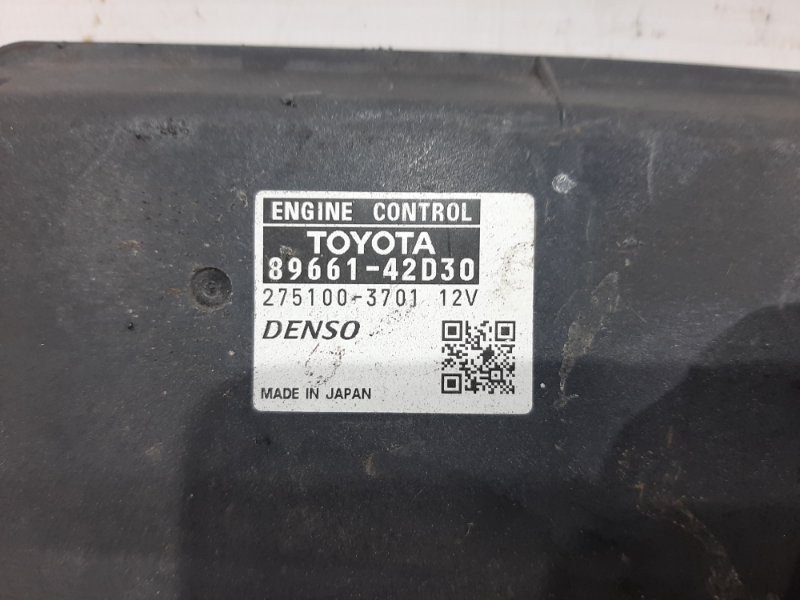 ENGINE CONTROL
TOYOTA
89661-42D30
275100-3701 12V
DENSO
MADE IN JAPAN